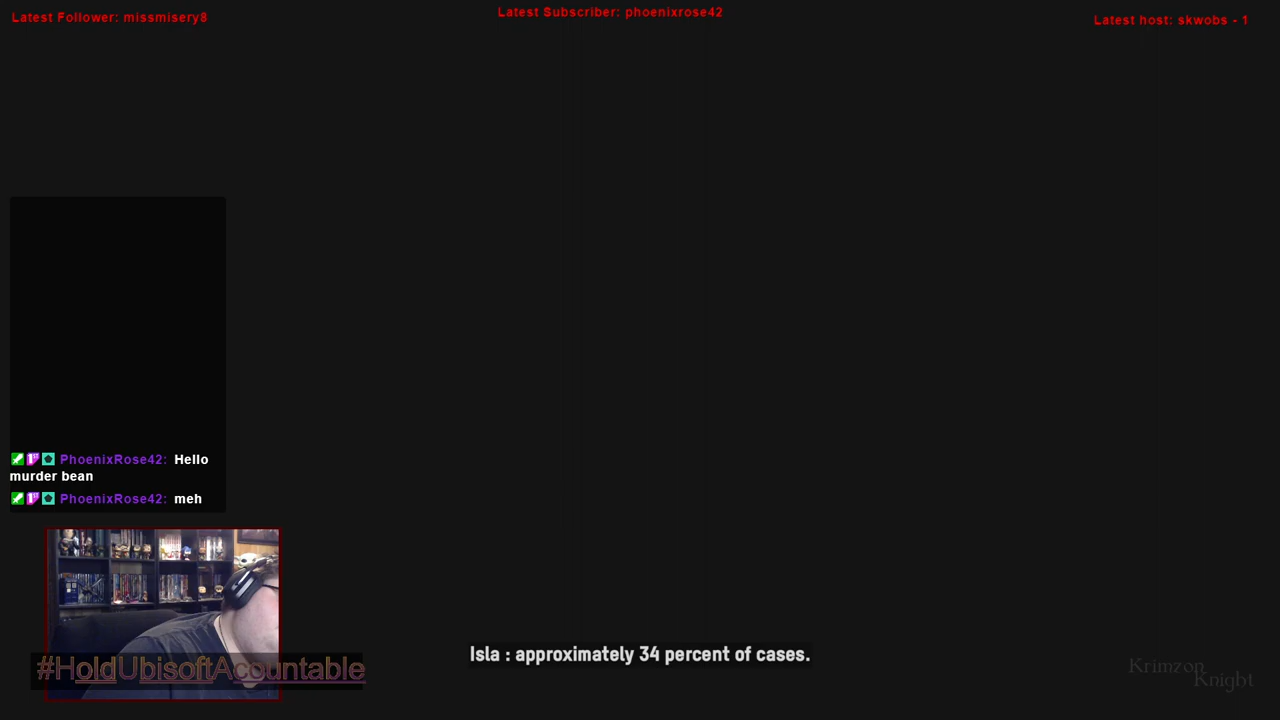 Latest Follower: missmisery8
Latest Subscriber: phoenixrose42
Latest host: skwobs - 1
PhoenixRose42: Hello
murder bean
PhoenixRose42: meh
#HoldUbisoftAcountable
Isla : approximately 34 percent of cases.
Krimzon
Knight